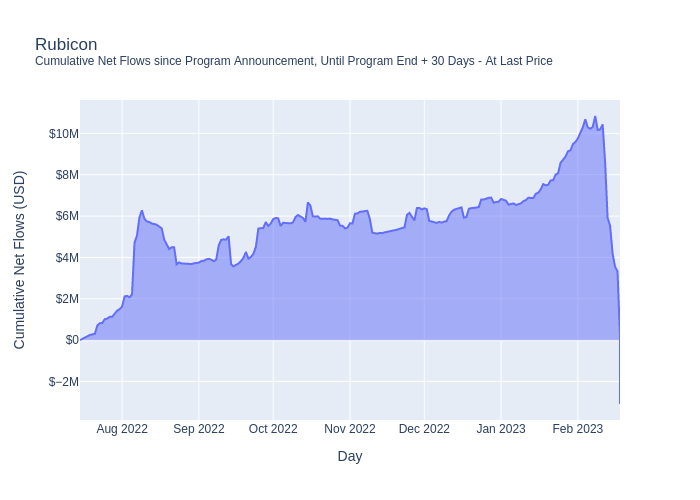 Rubicon
Cumulative Net Flows since Program Announcement, Until Program End + 30 Days - At Last Price
Cumulative Net Flows (USD)
$10M
$8M
$6M
$4M
$2M
$0
$−2M
Aug 2022
Sep 2022
Oct 2022
Nov 2022
Dec 2022
Jan 2023
Feb 2023
Day